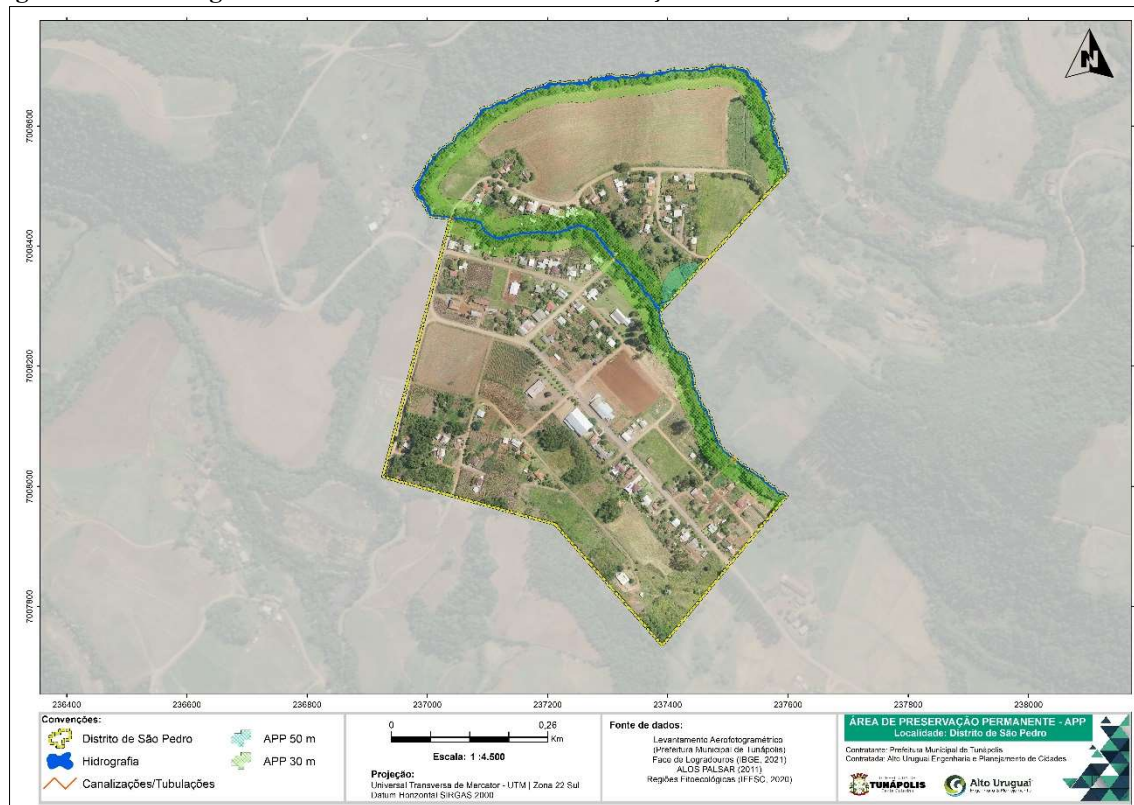 N
7008600
7008400
7008200
7008000
7007800
236400 236600 236800 237000 237200 237400 237600 237800 238000
Convenções:
Distrito de São Pedro
Hidrografia
Canalizações/Tubulações
APP 50 m
APP 30 m
0 0,26
Km
Escala: 1 :4.500
Projeção:
Universal Transversa de Mercator - UTM | Zona 22 Sul
Datum Horizontal SIRGAS 2000
Fonte de dados:
Levantamento Aerofotogramétrico
(Prefeitura Municipal de Tunápolis)
Face de Logradouros (IBGE, 2021)
ALOS PALSAR (2011)
Regiões Fitoecológicas (IFFSC, 2020)
ÁREA DE PRESERVAÇÃO PERMANENTE - APP
Localidade: Distrito de São Pedro
Contratante: Prefeitura Municipal de Tunápolis
Contratada: Alto Uruguai Engenharia e Planejamento de Cidades
TUNÁPOLIS
Alto Uruguai